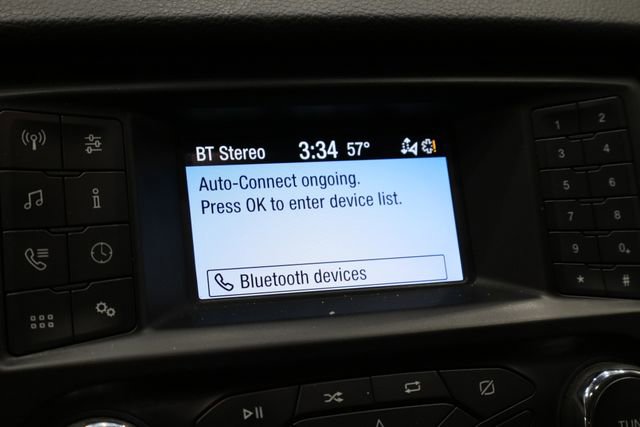 BT Stereo 3:34 57°
Auto-Connect ongoing.
Press OK to enter device list.
Bluetooth devices
1 2
3 4
5 6
7 8
9 0
* #